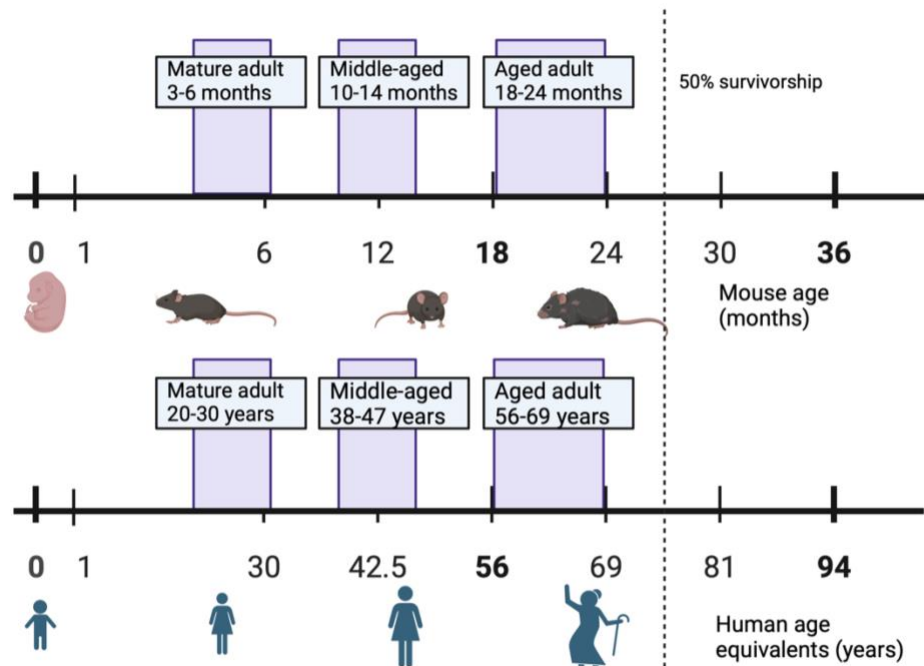 Mature adult
3-6 months
Middle-aged
10-14 months
Aged adult
18-24 months
50% survivorship
0 1 6 12 18 24 30 36
Mouse age
(months)
Mature adult
20-30 years
Middle-aged
38-47 years
Aged adult
56-69 years
0 1 30 42.5 56 69 81 94
Human age
equivalents (years)